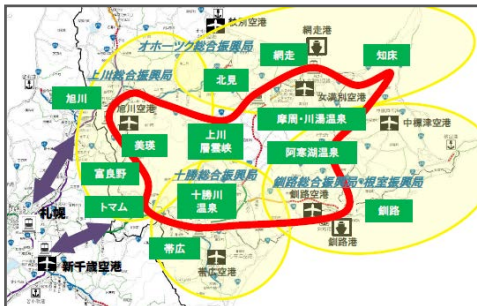 紋別空港
オホーツク総合振興局
網走
網走港
知床
北見
女満別空港
上川総合振興局
旭川
旭川空港
摩周・川湯温泉
中標津空港
上川
層雲峡
美瑛
阿寒湖温泉
富良野
十勝総合振興局
釧路総合振興局・根室振興局
十勝川
温泉
釧路空港
トマム
釧路
札幌
釧路港
帯広
新千歳空港
帯広空港